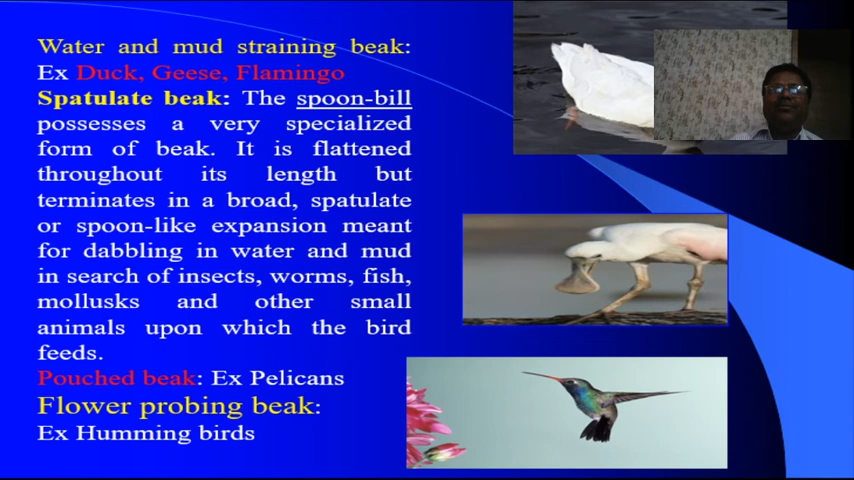 Water and mud straining beak:
Ex Duck, Geese, Flamingo
Spatulate beak: The spoon-bill
possesses a very specialized
form of beak. It is flattened
throughout its length but
terminates in a broad, spatulate
or spoon-like expansion meant
for dabbling in water and mud
in search of insects, worms, fish,
mollusks and other small
animals upon which the bird
feeds.
Pouched beak: Ex Pelicans
Flower probing beak:
Ex Humming birds